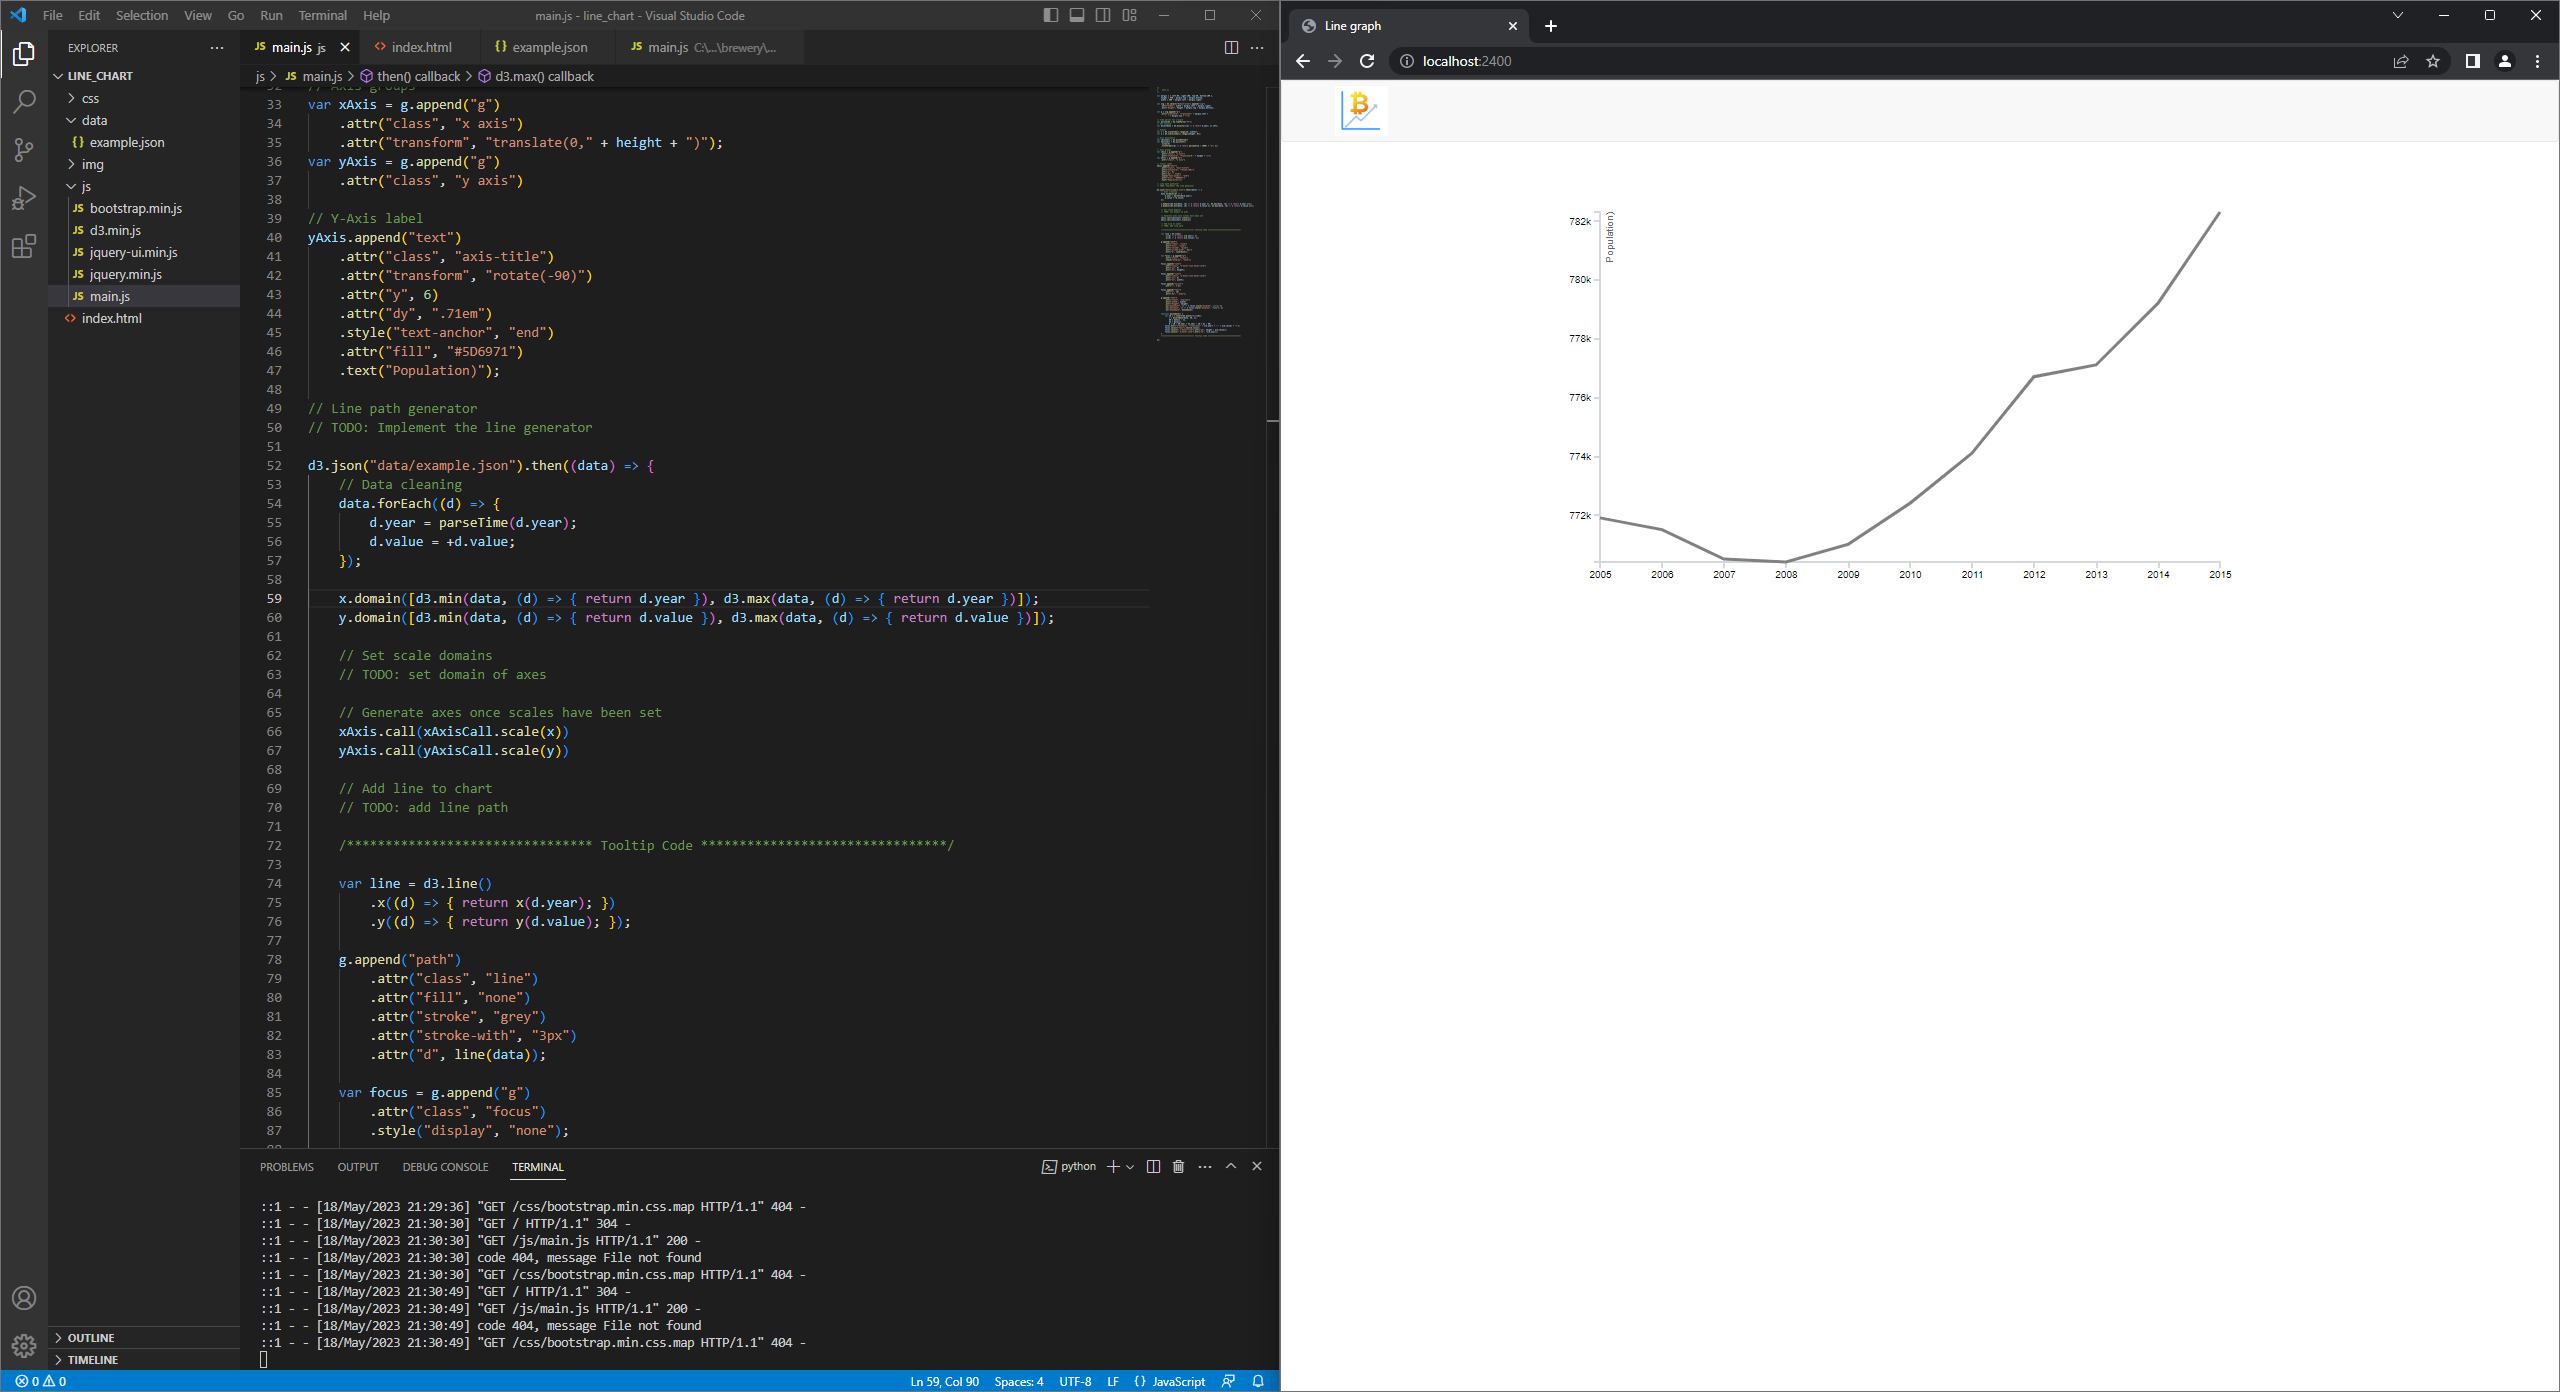 File Edit Selection View Go Run Terminal Help
main.js - line_chart - Visual Studio Code
EXPLORER
LINE_CHART
css
data
example.json
img
js
bootstrap.min.js
d3.min.js
jquery-ui.min.js
jquery.min.js
main.js
index.html
OUTLINE
TIMELINE
JS main.js js
index.html
{} example.json
JS main.js C:\...\brewery\...
js > JS main.js > then() callback > d3.max() callback
32 // Axis groups
33 var xAxis = g.append("g")
34 .attr("class", "x axis")
35 .attr("transform", "translate(0," + height + ")");
36 var yAxis = g.append("g")
37 .attr("class", "y axis")
38
39 // Y-Axis label
40 yAxis.append("text")
41 .attr("class", "axis-title")
42 .attr("transform", "rotate(-90)")
43 .attr("y", 6)
44 .attr("dy", ".71em")
45 .style("text-anchor", "end")
46 .attr("fill", "#5D6971")
47 .text("Population)");
48
49 // Line path generator
50 // TODO: Implement the line generator
51
52 d3.json("data/example.json").then((data) => {
53 // Data cleaning
54 data.forEach((d) => {
55 d.year = parseTime(d.year);
56 d.value = +d.value;
57 });
58
59 x.domain([d3.min(data, (d) => { return d.year }), d3.max(data, (d) => { return d.year })]);
60 y.domain([d3.min(data, (d) => { return d.value }), d3.max(data, (d) => { return d.value })]);
61
62 // Set scale domains
63 // TODO: set domain of axes
64
65 // Generate axes once scales have been set
66 xAxis.call(xAxisCall.scale(x))
67 yAxis.call(yAxisCall.scale(y))
68
69 // Add line to chart
70 // TODO: add line path
71
72 /******************************** Tooltip Code ********************************/
73
74 var line = d3.line()
75 .x((d) => { return x(d.year); })
76 .y((d) => { return y(d.value); });
77
78 g.append("path")
79 .attr("class", "line")
80 .attr("fill", "none")
81 .attr("stroke", "grey")
82 .attr("stroke-with", "3px")
83 .attr("d", line(data));
84
85 var focus = g.append("g")
86 .attr("class", "focus")
87 .style("display", "none");
88
PROBLEMS OUTPUT DEBUG CONSOLE TERMINAL
python
::1 - - [18/May/2023 21:29:36] "GET /css/bootstrap.min.css.map HTTP/1.1" 404 -
::1 - - [18/May/2023 21:30:30] "GET / HTTP/1.1" 304 -
::1 - - [18/May/2023 21:30:30] "GET /js/main.js HTTP/1.1" 200 -
::1 - - [18/May/2023 21:30:30] code 404, message File not found
::1 - - [18/May/2023 21:30:30] "GET /css/bootstrap.min.css.map HTTP/1.1" 404 -
::1 - - [18/May/2023 21:30:49] "GET / HTTP/1.1" 304 -
::1 - - [18/May/2023 21:30:49] "GET /js/main.js HTTP/1.1" 200 -
::1 - - [18/May/2023 21:30:49] code 404, message File not found
::1 - - [18/May/2023 21:30:49] "GET /css/bootstrap.min.css.map HTTP/1.1" 404 -
0 0
Ln 59, Col 90 Spaces: 4 UTF-8 LF {} JavaScript
Line graph
localhost:2400
782k
780k
778k
776k
774k
772k
Population)
2005 2006 2007 2008 2009 2010 2011 2012 2013 2014 2015